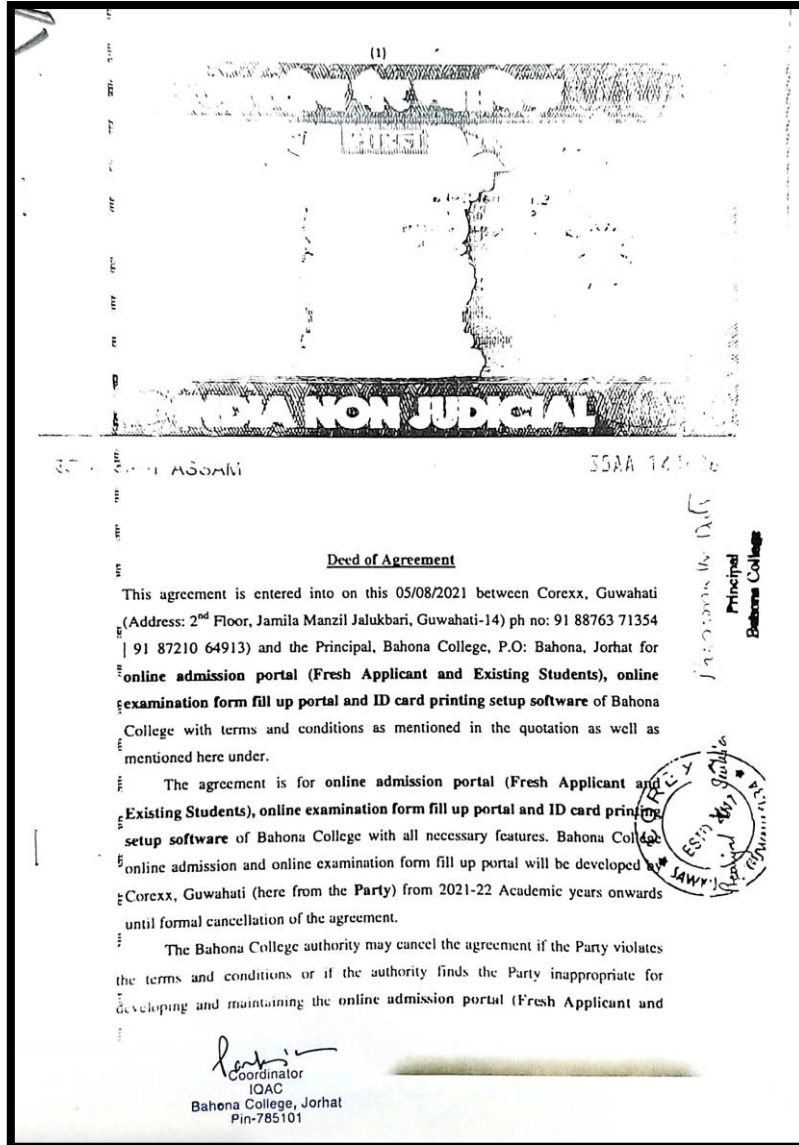 (1)
INDIA NON JUDICIAL
ASSAM
35AA
Deed of Agreement
This agreement is entered into on this 05/08/2021 between Corexx, Guwahati
(Address: 2nd Floor, Jamila Manzil Jalukbari, Guwahati-14) ph no: 91 88763 71354
| 91 87210 64913) and the Principal, Bahona College, P.O: Bahona, Jorhat for
online admission portal (Fresh Applicant and Existing Students), online
examination form fill up portal and ID card printing setup software of Bahona
College with terms and conditions as mentioned in the quotation as well as
mentioned here under.
The agreement is for online admission portal (Fresh Applicant and
Existing Students), online examination form fill up portal and ID card printing
setup software of Bahona College with all necessary features. Bahona College
online admission and online examination form fill up portal will be developed by
Corexx, Guwahati (here from the Party) from 2021-22 Academic years onwards
until formal cancellation of the agreement.
The Bahona College authority may cancel the agreement if the Party violates
the terms and conditions or if the authority finds the Party inappropriate for
developing and maintaining the online admission portal (Fresh Applicant and
Principal
Bahona College
Coordinator
IQAC
Bahona College, Jorhat
Pin-785101